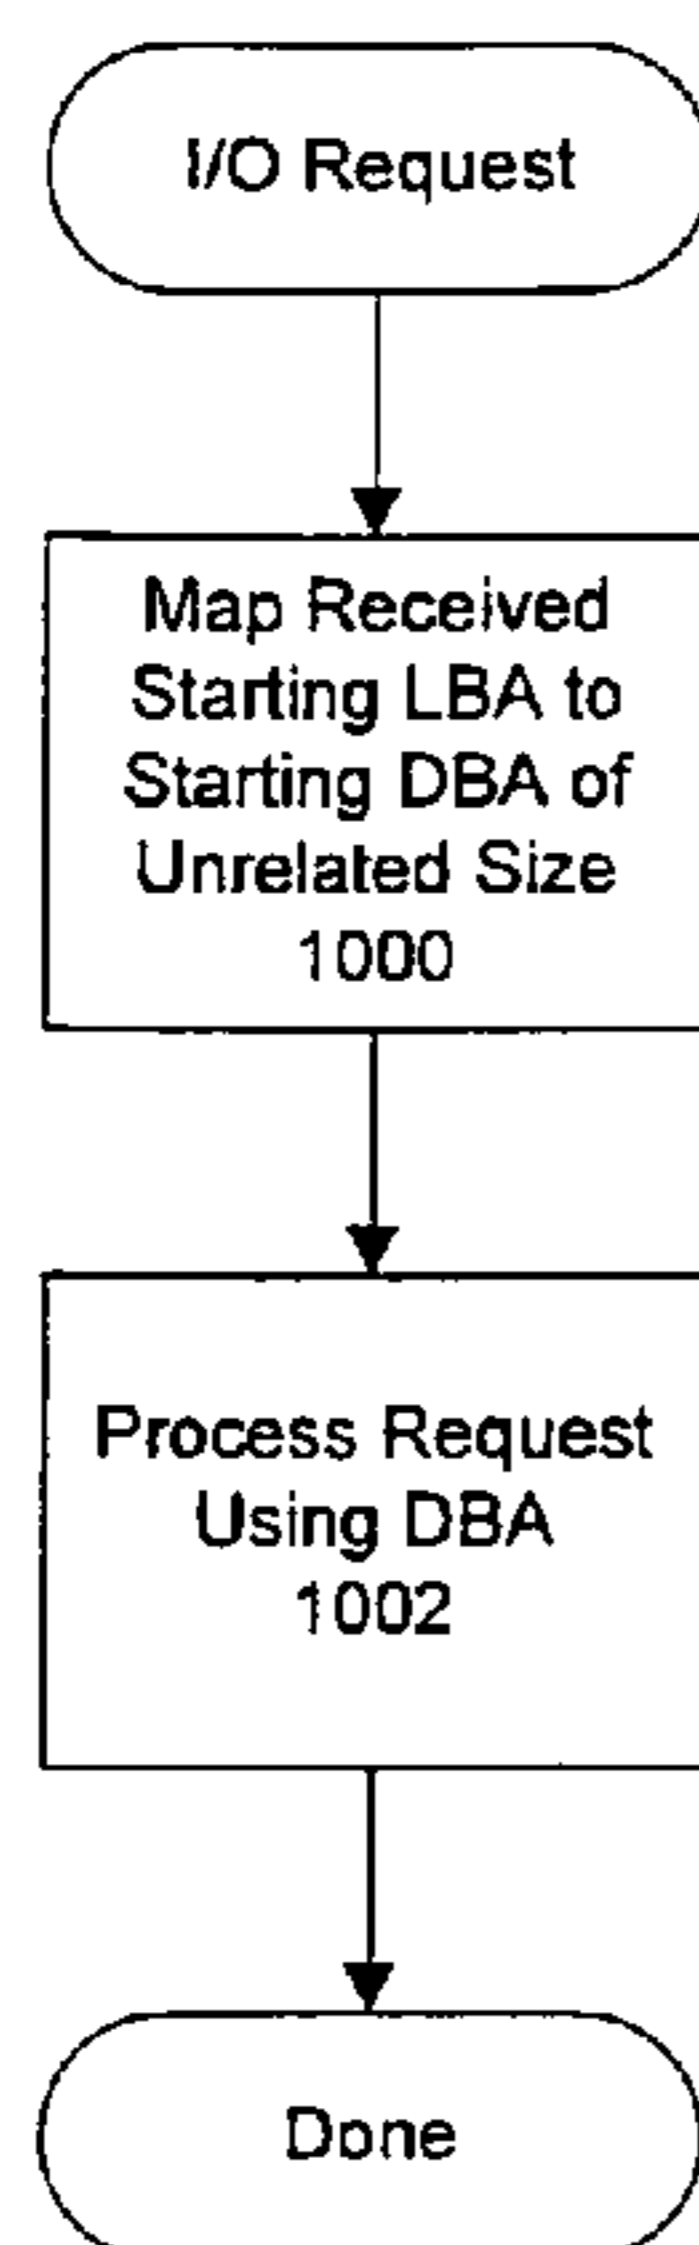 I/O Request
Map Received
Starting LBA to
Starting DBA of
Unrelated Size
1000
Process Request
Using DBA
1002
Done